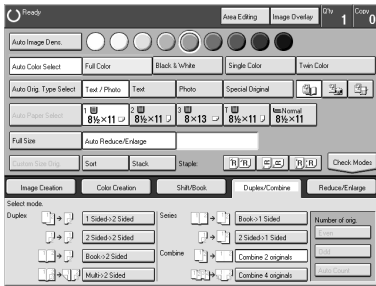 Ready
Area Editing Image Overlay Q'ty 1 Copy 0
Auto Image Dens.
Auto Color Select Full Color Black & White Single Color Twin Color
Auto Orig. Type Select Text / Photo Text Photo Special Original
Auto Paper Select 1 8½×11 2 8½×11 3 8×13 T 8½×11 Normal 8½×11
Full Size Auto Reduce/Enlarge
Custom Size Orig. Sort Stack Staple: Check Modes
Image Creation Color Creation Shift/Book Duplex/Combine Reduce/Enlarge
Select mode.
Duplex 1 Sided->2 Sided Series Book->1 Sided Number of orig.
2 Sided->2 Sided 2 Sided->1 Sided Even
Book->2 Sided Combine Combine 2 originals Odd
Multi->2 Sided Combine 4 originals Auto Count